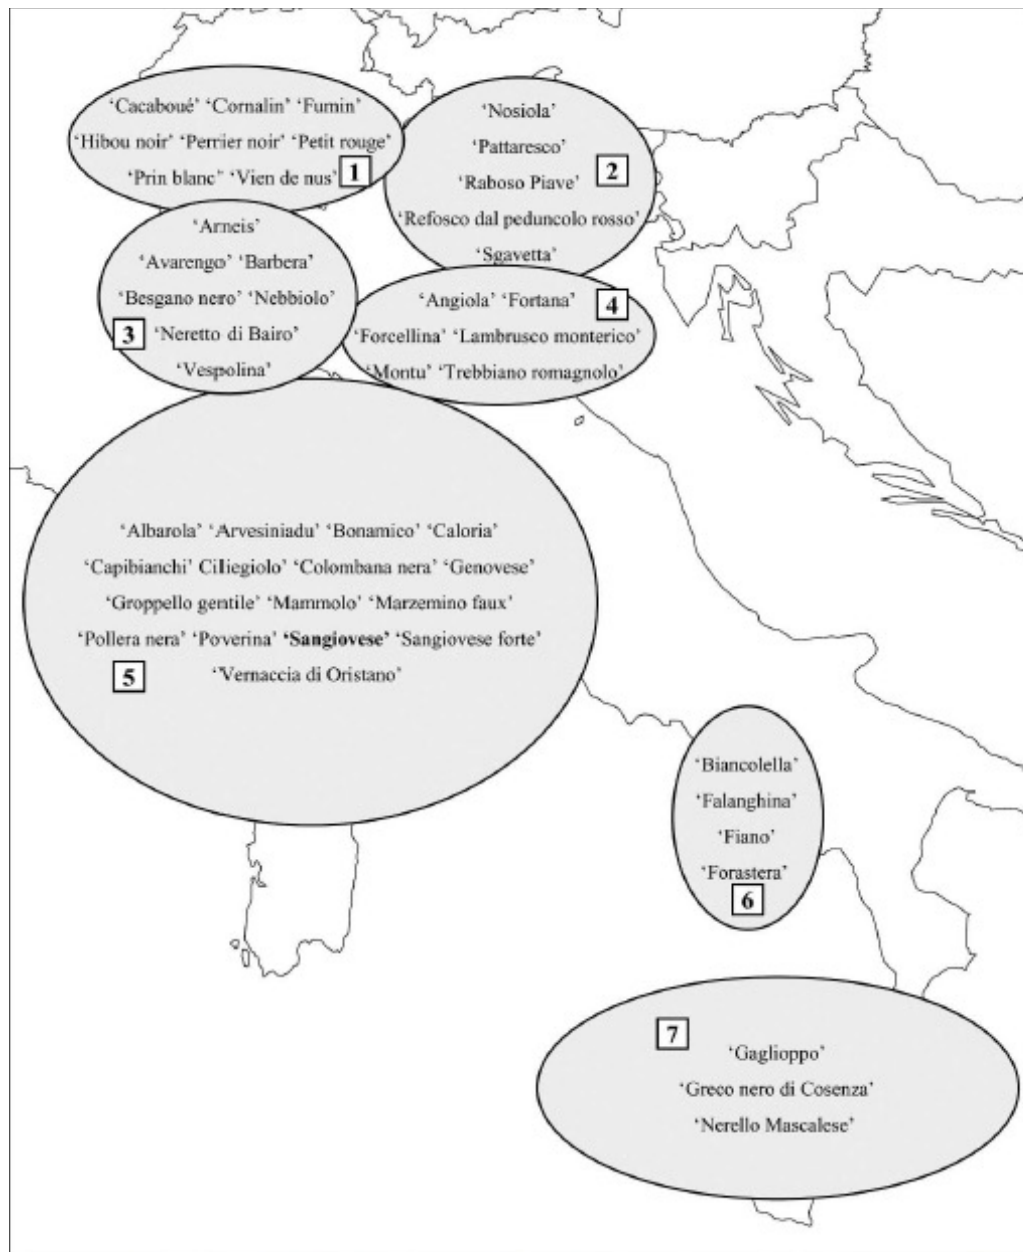 ‘Cacaboué’ ‘Cornalin’ ‘Fumin’
‘Hibou noir’ ‘Perrier noir’ ‘Petit rouge’
‘Prin blanc’ ‘Vien de nus’
1
‘Nosiola’
‘Pattaresco’
2
‘Raboso Piave’
‘Refosco dal peduncolo rosso’
‘Sgavetta’
‘Arneis’
‘Avarengo’ ‘Barbera’
‘Besgano nero’ ‘Nebbiolo’
3
‘Neretto di Bairo’
‘Vespolina’
‘Angiola’ ‘Fortana’
4
‘Forcellina’ ‘Lambrusco monterico’
‘Montu’ ‘Trebbiano romagnolo’
‘Albarola’ ‘Arvesiniadu’ ‘Bonamico’ ‘Caloria’
‘Capibianchi’ Ciliegiolo’ ‘Colombana nera’ ‘Genovese’
‘Groppello gentile’ ‘Mammolo’ ‘Marzemino faux’
‘Pollera nera’ ‘Poverina’ ‘Sangiovese’ ‘Sangiovese forte’
5
‘Vernaccia di Oristano’
‘Biancolella’
‘Falanghina’
‘Fiano’
‘Forastera’
6
7
‘Gaglioppo’
‘Greco nero di Cosenza’
‘Nerello Mascalese’